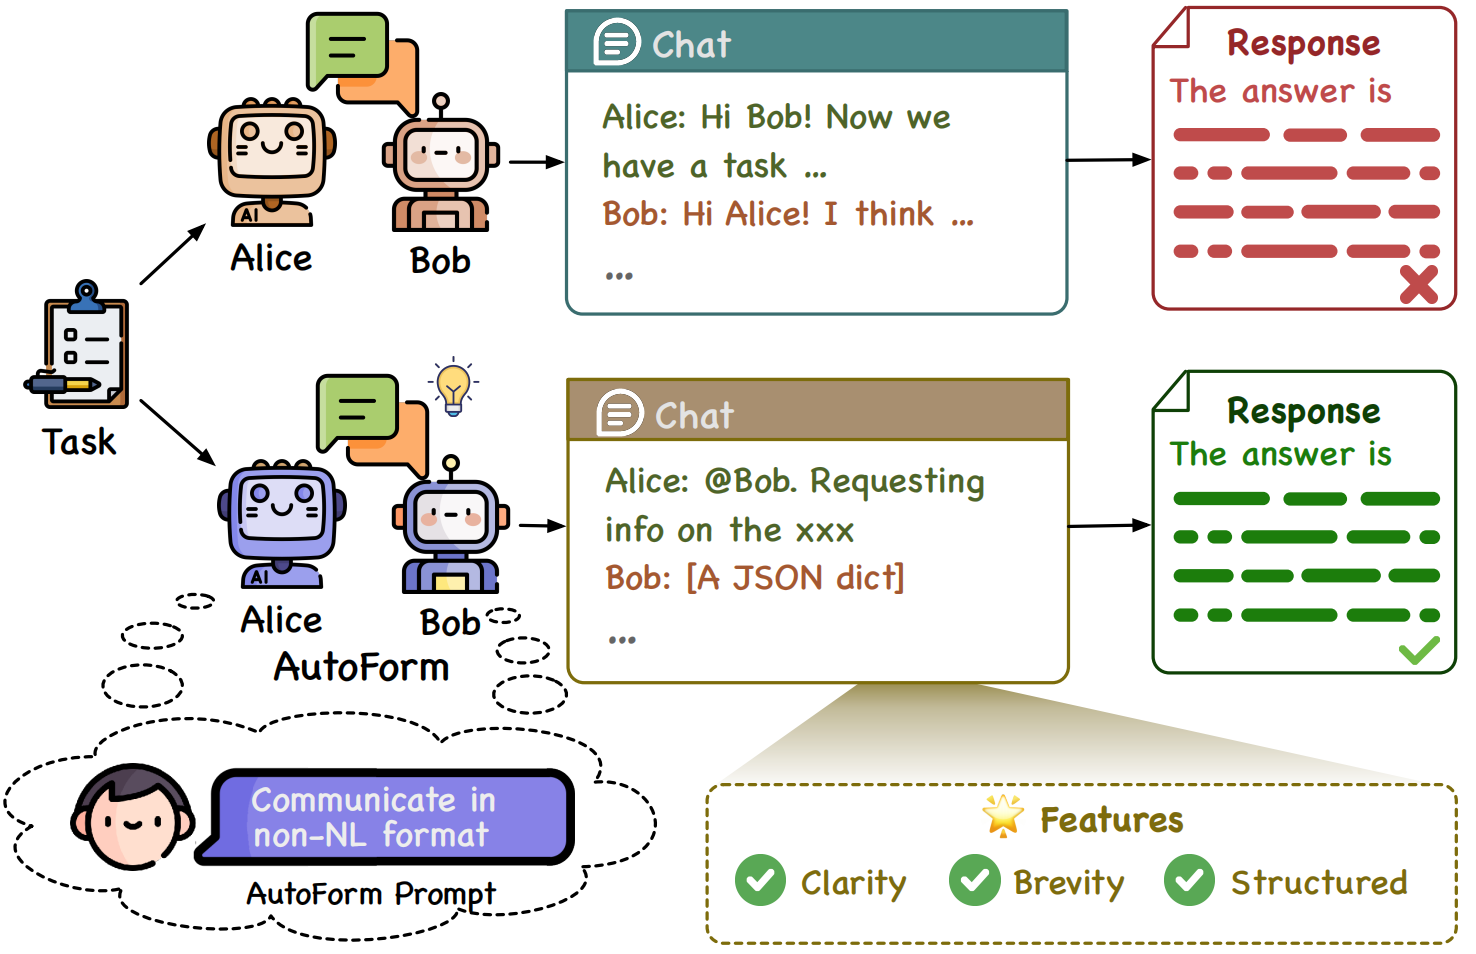 Chat
Alice: Hi Bob! Now we
have a task ...
Bob: Hi Alice! I think ...
...
Response
The answer is
AI
Alice
Bob
Task
Chat
Alice: @Bob. Requesting
info on the xxx
Bob: [A JSON dict]
...
Response
The answer is
AI
Alice
Bob
AutoForm
Communicate in
non-NL format
AutoForm Prompt
Features
Clarity
Brevity
Structured